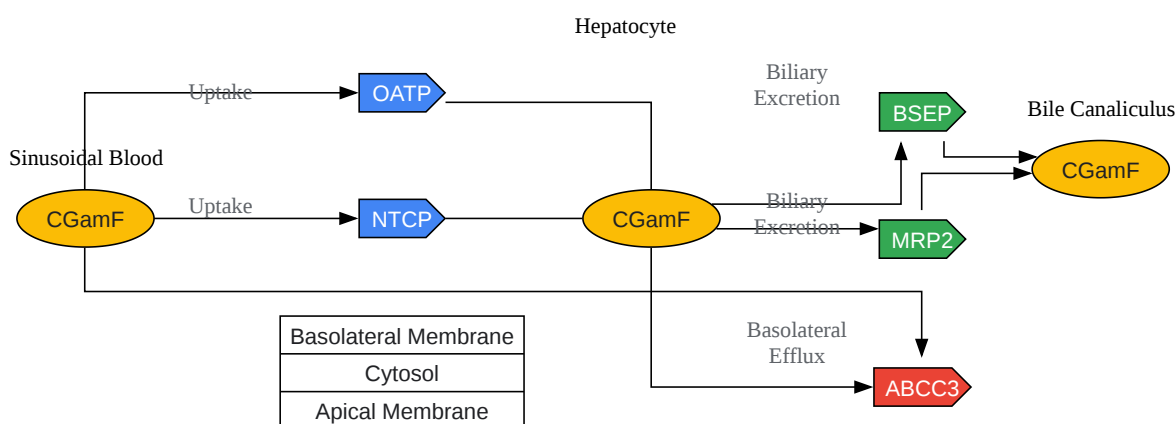 Hepatocyte
Uptake
OATP
Biliary
Excretion
BSEP
Bile Canaliculus
CGamF
Sinusoidal Blood
CGamF
Uptake
NTCP
CGamF
Biliary
Excretion
MRP2
Basolateral Membrane
Cytosol
Apical Membrane
Basolateral
Efflux
ABCC3